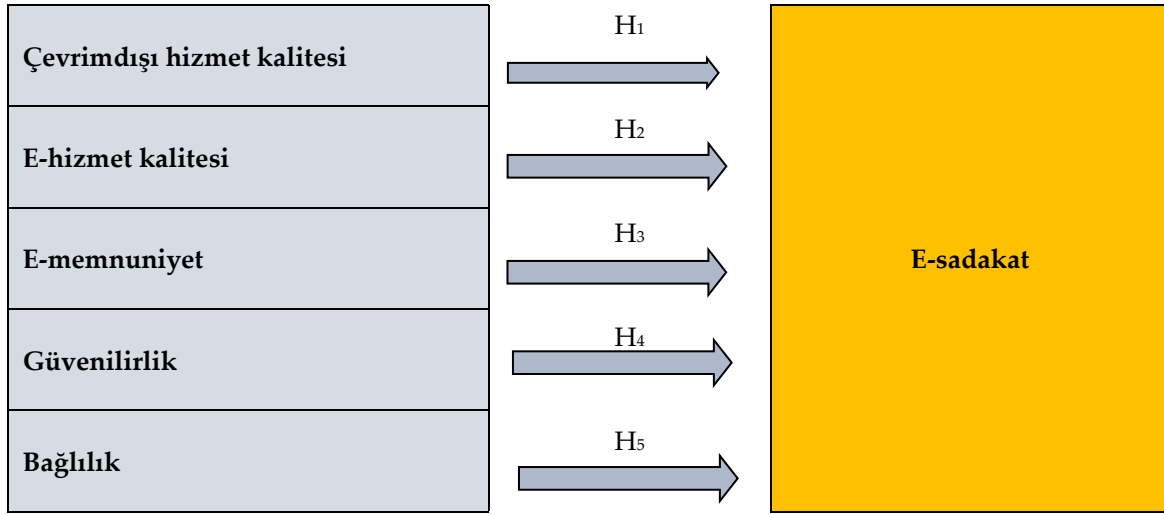 Çevrimdışı hizmet kalitesi
H₁
E-hizmet kalitesi
H₂
E-memnuniyet
H₃
E-sadakat
Güvenilirlik
H₄
Bağlılık
H₅